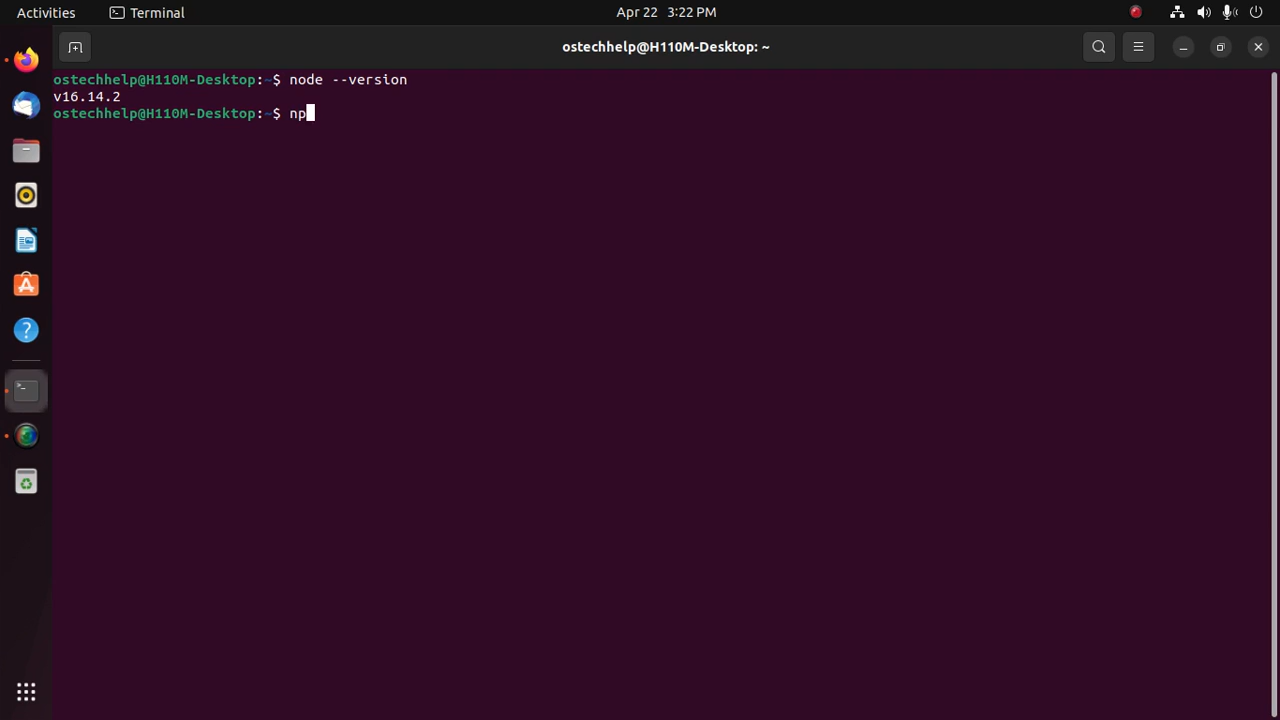 Activities Terminal Apr 22 3:22 PM
ostechhelp@H110M-Desktop: ~
ostechhelp@H110M-Desktop:~$ node --version
v16.14.2
ostechhelp@H110M-Desktop:~$ np